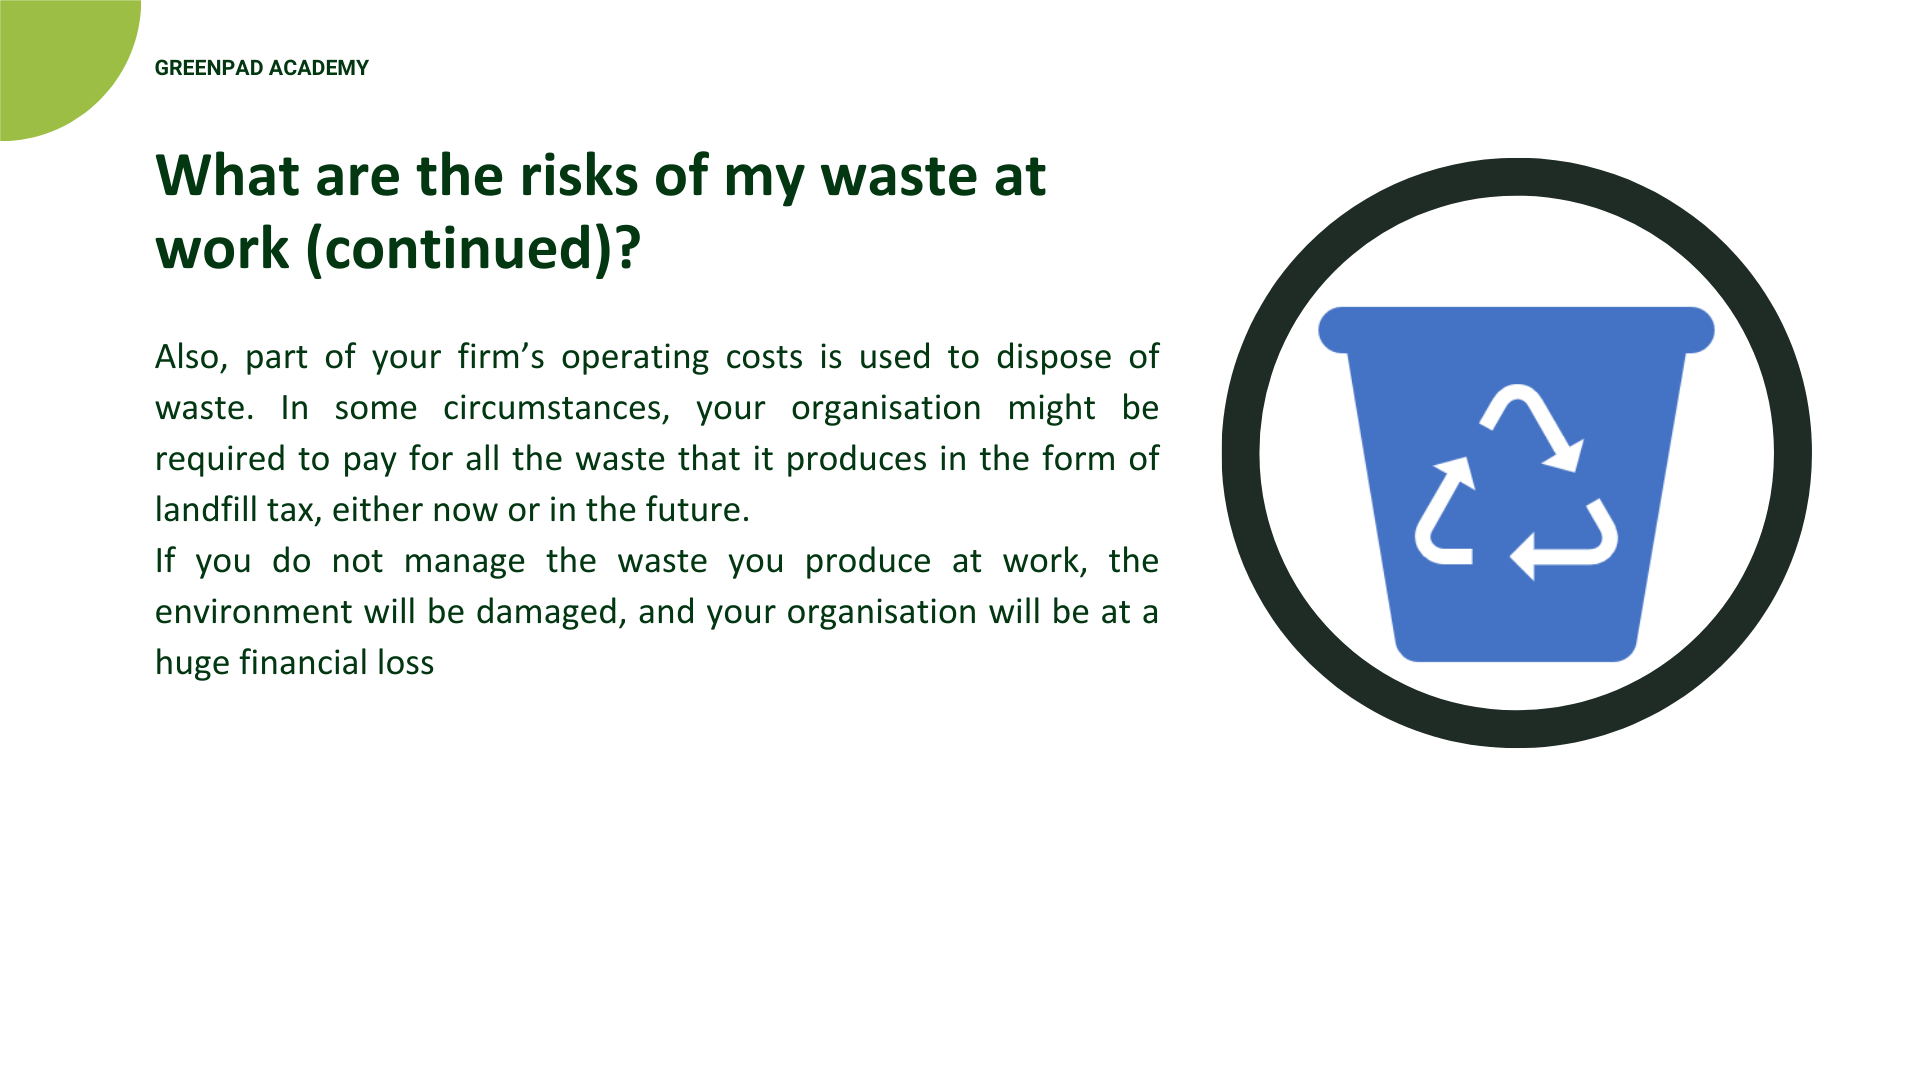 GREENPAD ACADEMY
What are the risks of my waste at
work (continued)?
Also, part of your firm’s operating costs is used to dispose of
waste. In some circumstances, your organisation might be
required to pay for all the waste that it produces in the form of
landfill tax, either now or in the future.
If you do not manage the waste you produce at work, the
environment will be damaged, and your organisation will be at a
huge financial loss